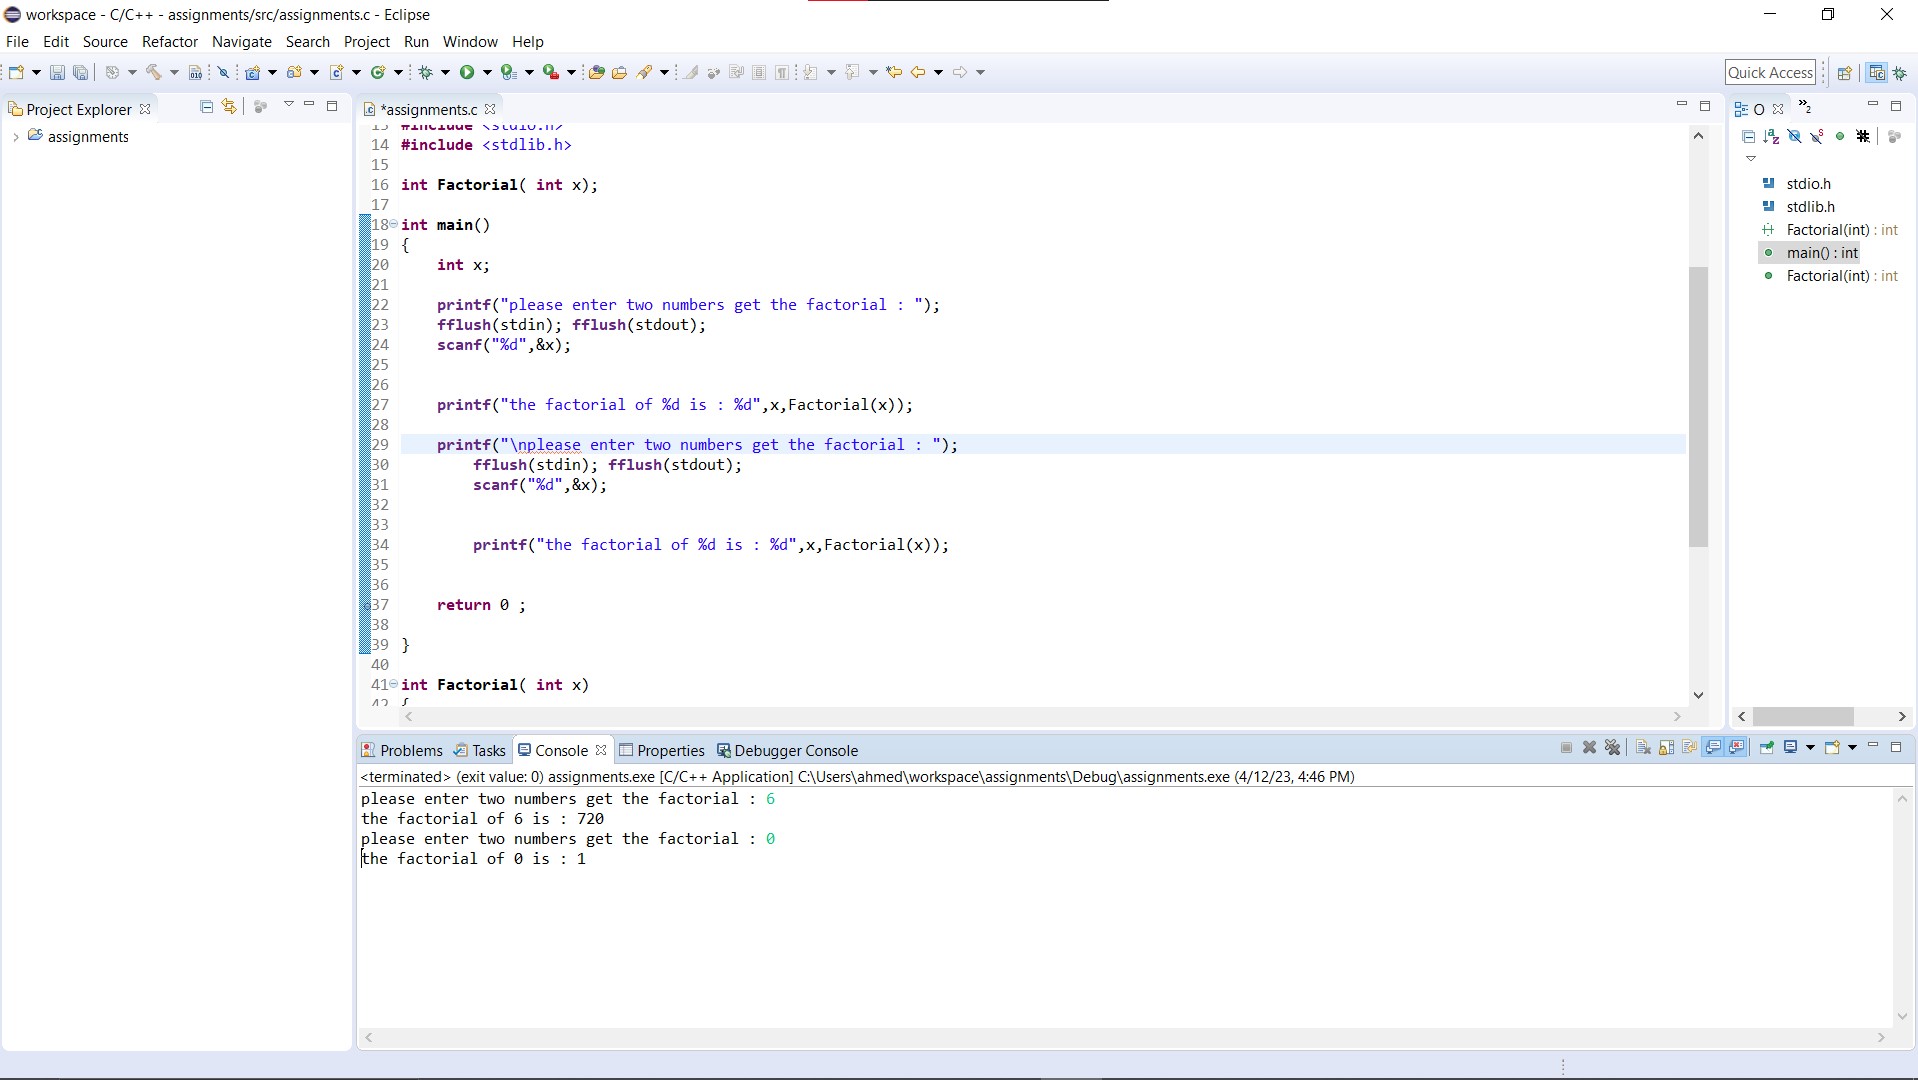 workspace - C/C++ - assignments/src/assignments.c - Eclipse
File Edit Source Refactor Navigate Search Project Run Window Help
Quick Access
Project Explorer
assignments
*assignments.c
13 #include <stdio.h>
14 #include <stdlib.h>
15
16 int Factorial( int x);
17
18 int main()
19 {
20 int x;
21
22 printf("please enter two numbers get the factorial : ");
23 fflush(stdin); fflush(stdout);
24 scanf("%d",&x);
25
26
27 printf("the factorial of %d is : %d",x,Factorial(x));
28
29 printf("\nplease enter two numbers get the factorial : ");
30 fflush(stdin); fflush(stdout);
31 scanf("%d",&x);
32
33
34 printf("the factorial of %d is : %d",x,Factorial(x));
35
36
37 return 0 ;
38
39 }
40
41 int Factorial( int x)
42 {
O »2
stdio.h
stdlib.h
Factorial(int) : int
main() : int
Factorial(int) : int
Problems Tasks Console Properties Debugger Console
<terminated> (exit value: 0) assignments.exe [C/C++ Application] C:\Users\ahmed\workspace\assignments\Debug\assignments.exe (4/12/23, 4:46 PM)
please enter two numbers get the factorial : 6
the factorial of 6 is : 720
please enter two numbers get the factorial : 0
the factorial of 0 is : 1